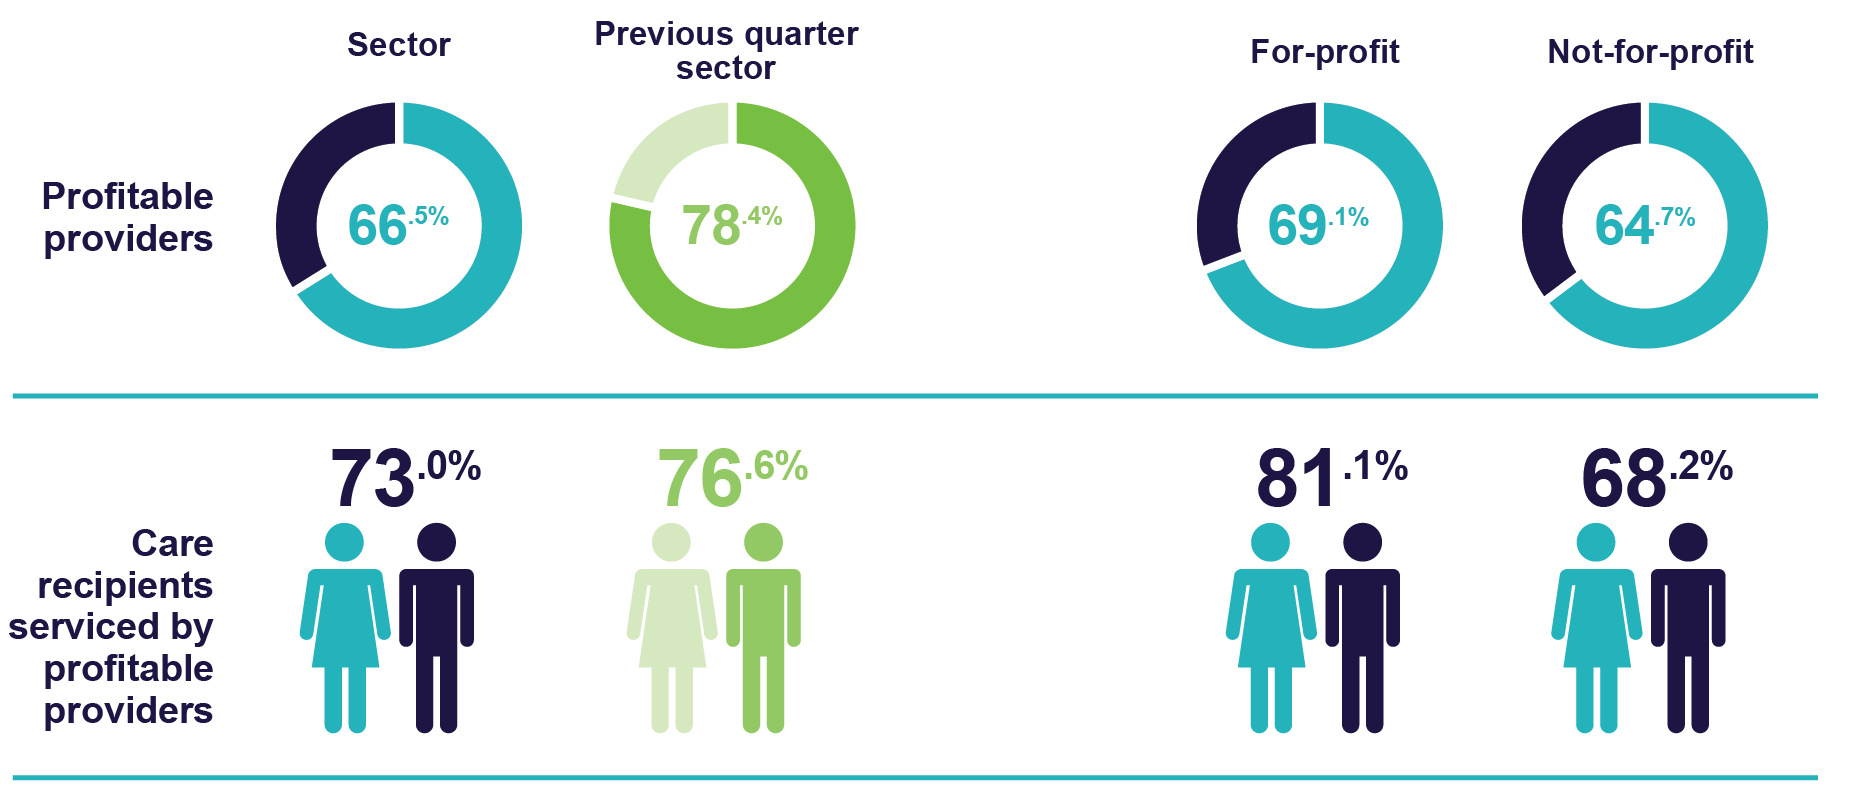 Sector
Previous quarter
sector
For-profit
Not-for-profit
Profitable
providers
66.5%
78.4%
69.1%
64.7%
73.0%
76.6%
81.1%
68.2%
Care
recipients
serviced by
profitable
providers